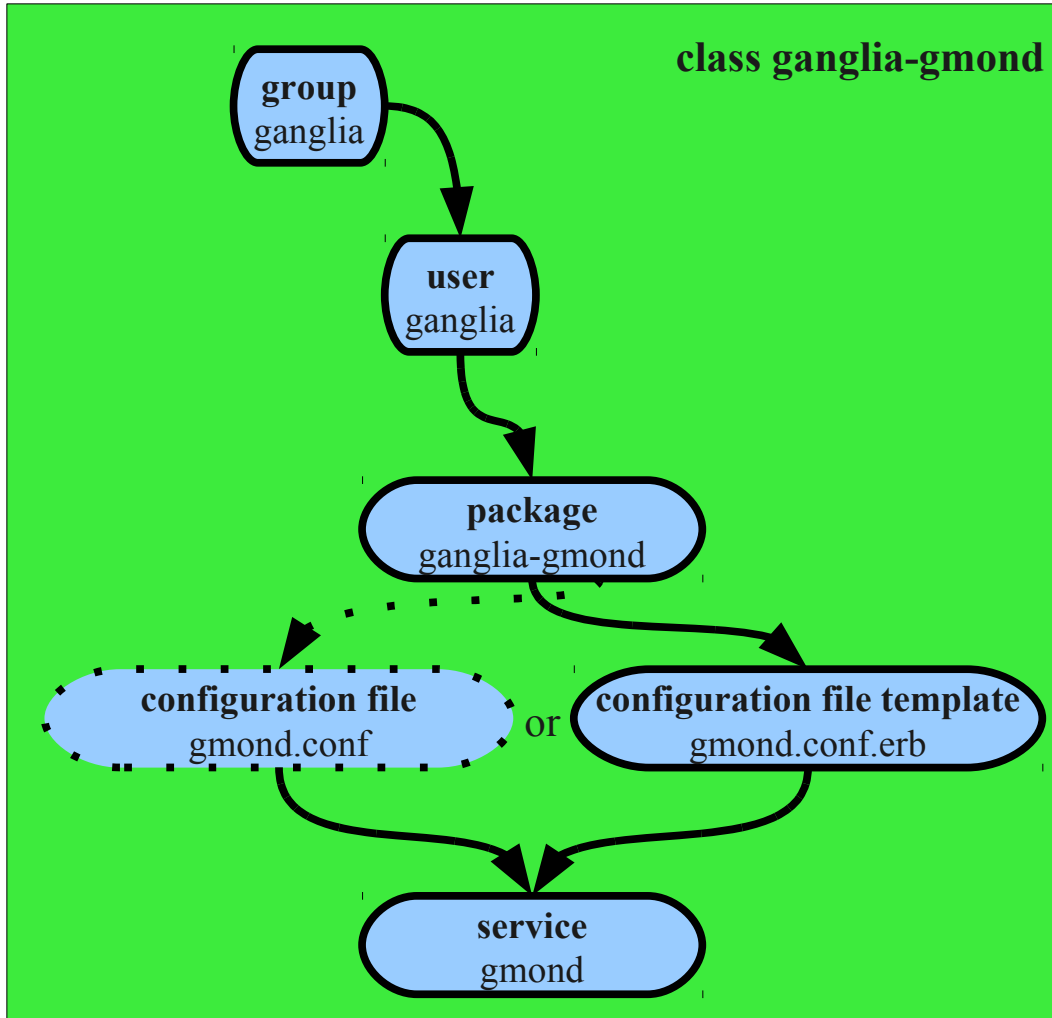 class ganglia-gmond
group
ganglia
user
ganglia
package
ganglia-gmond
configuration file
gmond.conf
or
configuration file template
gmond.conf.erb
service
gmond